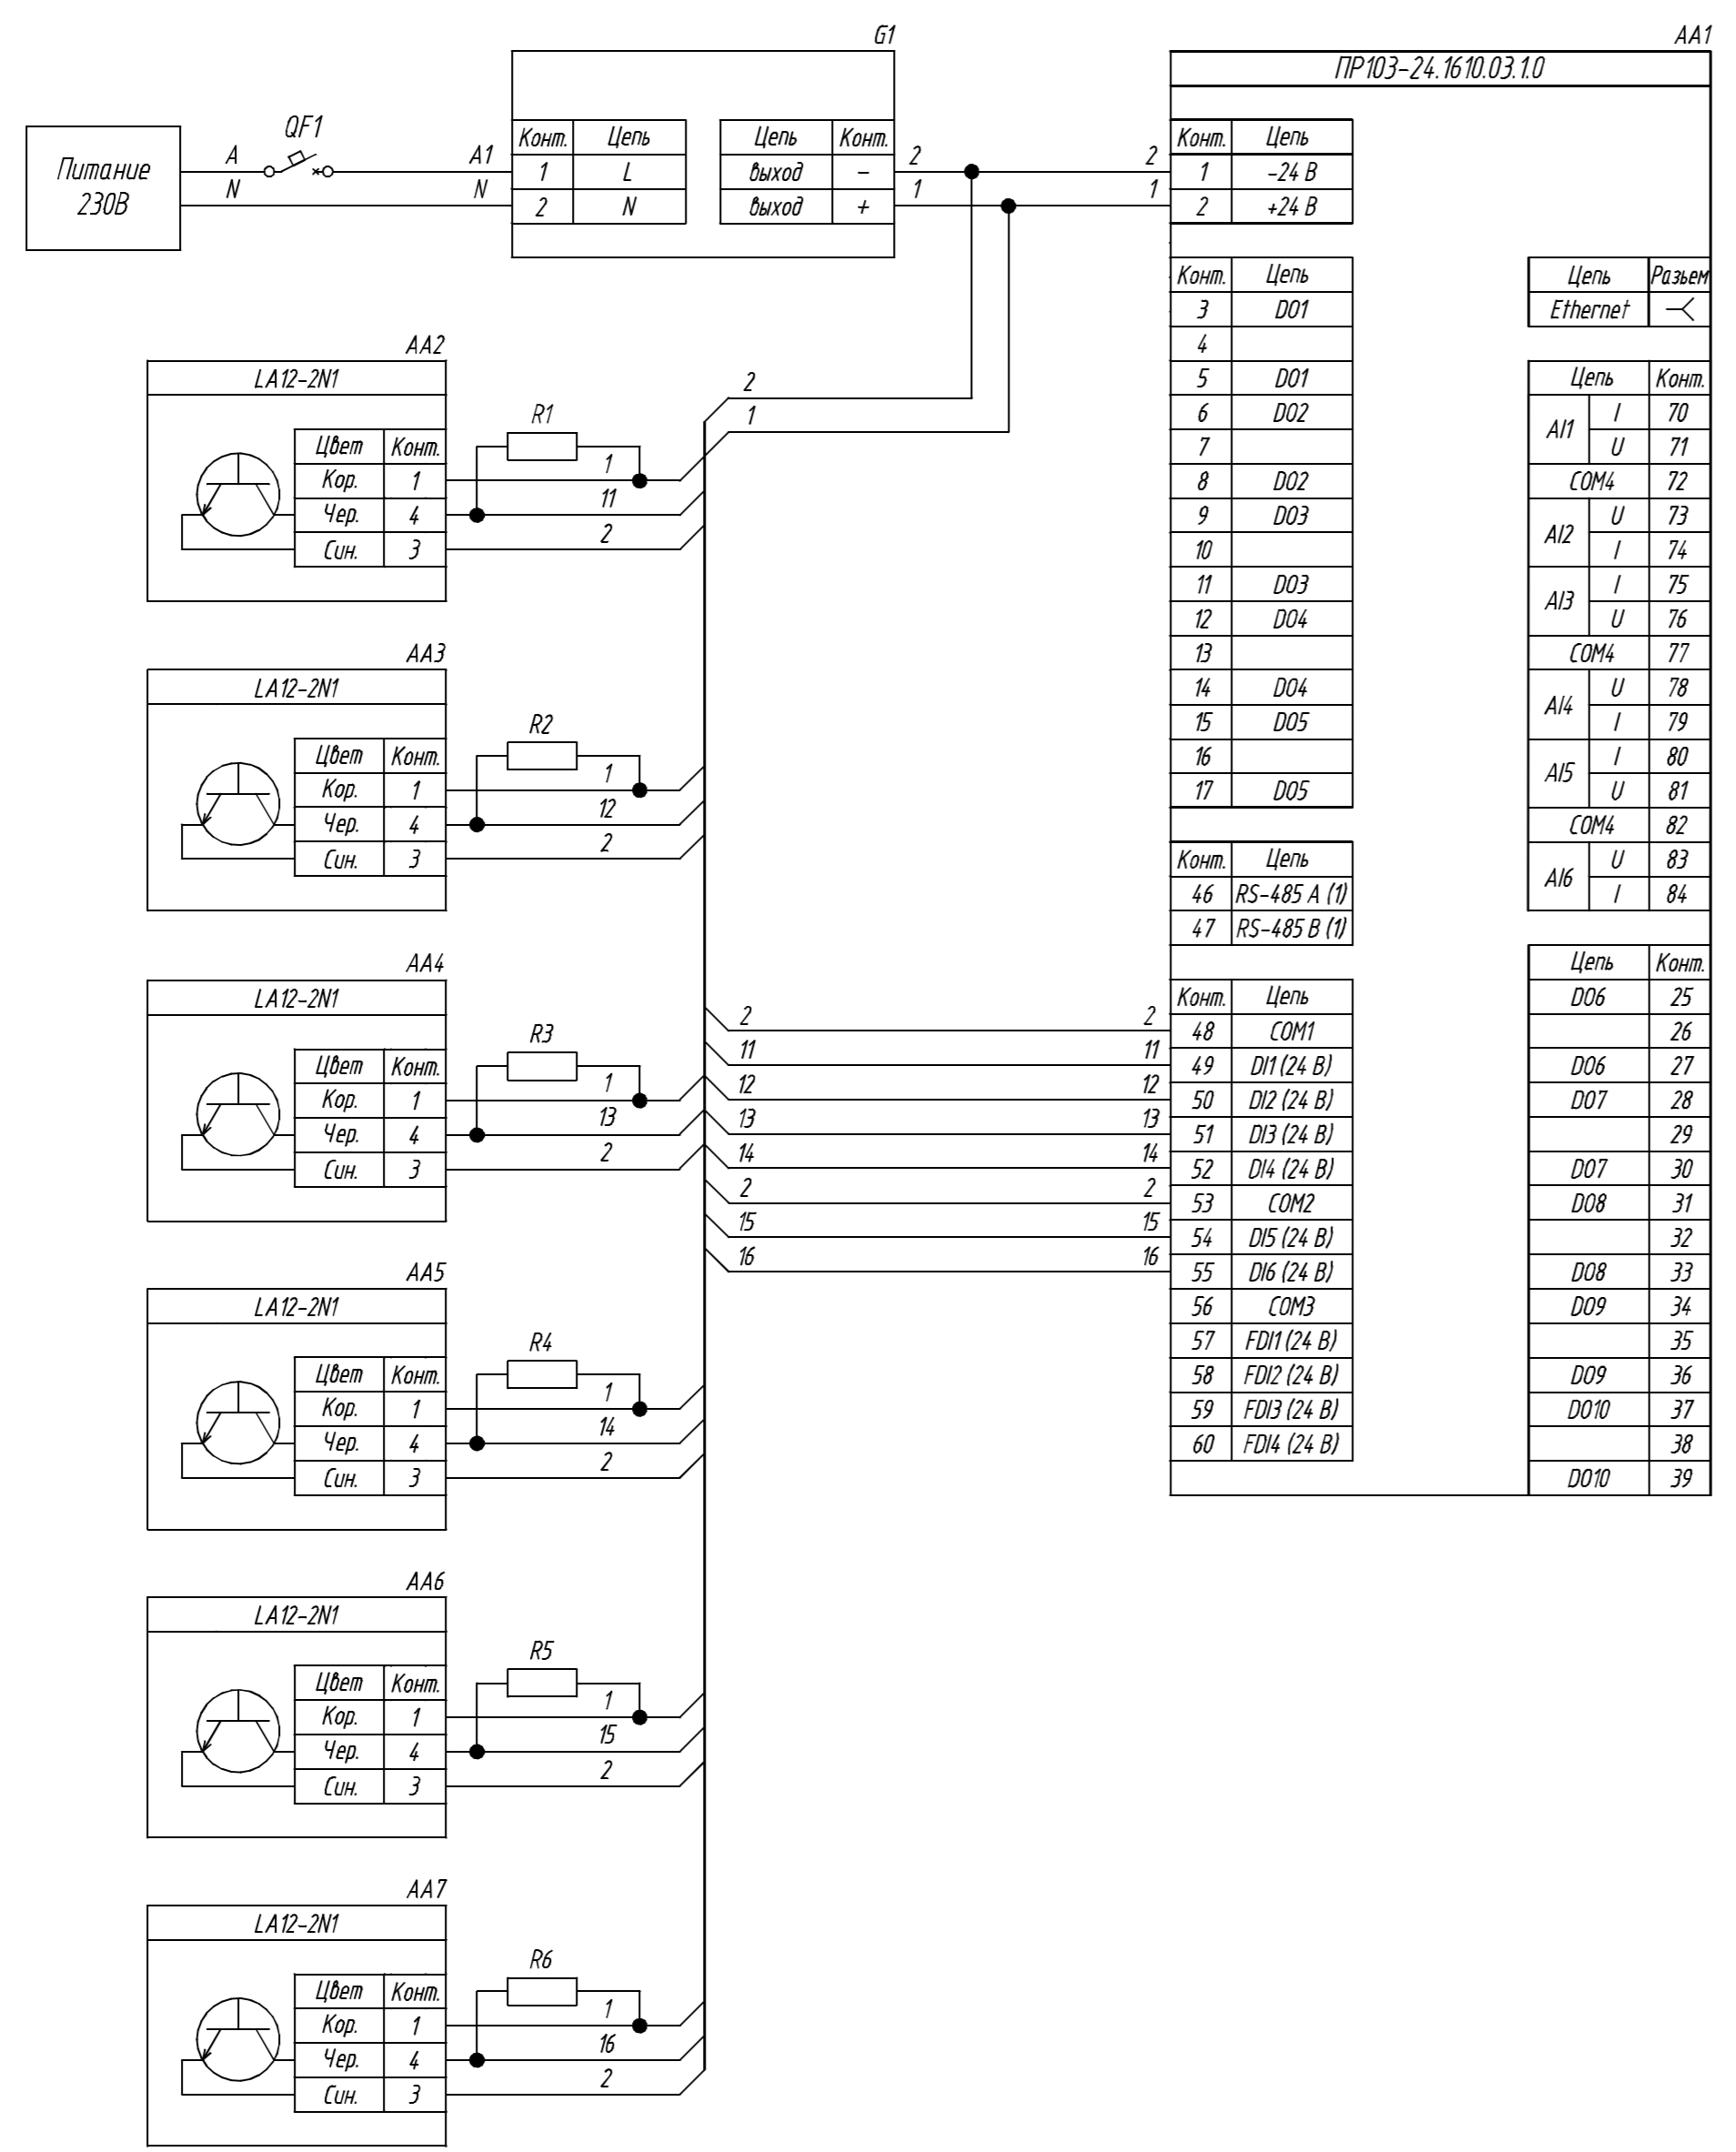 G1
AA1
ПР103-24.1610.03.1.0
Питание
230В
A
QF1
A1
N
N
Конт. Цепь
1 L
2 N
Цепь Конт.
выход -
выход +
2
1
2
1
Конт. Цепь
1 -24 В
2 +24 В
Конт. Цепь
3 DO1
4
5 DO1
6 DO2
7
8 DO2
9 DO3
10
11 DO3
12 DO4
13
14 DO4
15 DO5
16
17 DO5
Конт. Цепь
46 RS-485 A (1)
47 RS-485 B (1)
Конт. Цепь
48 COM1
49 DI1 (24 В)
50 DI2 (24 В)
51 DI3 (24 В)
52 DI4 (24 В)
53 COM2
54 DI5 (24 В)
55 DI6 (24 В)
56 COM3
57 FDI1 (24 В)
58 FDI2 (24 В)
59 FDI3 (24 В)
60 FDI4 (24 В)
Цепь Разьем
Ethernet
Цепь Конт.
AI1 I 70
U 71
COM4 72
AI2 U 73
I 74
AI3 I 75
U 76
COM4 77
AI4 U 78
I 79
AI5 I 80
U 81
COM4 82
AI6 U 83
I 84
Цепь Конт.
DO6 25
26
DO6 27
DO7 28
29
DO7 30
DO8 31
32
DO8 33
DO9 34
35
DO9 36
DO10 37
38
DO10 39
2
1
2 2
11 11
12 12
13 13
14 14
2 2
15 15
16 16
AA2
LA12-2N1
Цвет Конт.
Кор. 1
Чер. 4
Син. 3
R1
1
11
2
AA3
LA12-2N1
Цвет Конт.
Кор. 1
Чер. 4
Син. 3
R2
1
12
2
AA4
LA12-2N1
Цвет Конт.
Кор. 1
Чер. 4
Син. 3
R3
1
13
2
AA5
LA12-2N1
Цвет Конт.
Кор. 1
Чер. 4
Син. 3
R4
1
14
2
AA6
LA12-2N1
Цвет Конт.
Кор. 1
Чер. 4
Син. 3
R5
1
15
2
AA7
LA12-2N1
Цвет Конт.
Кор. 1
Чер. 4
Син. 3
R6
1
16
2